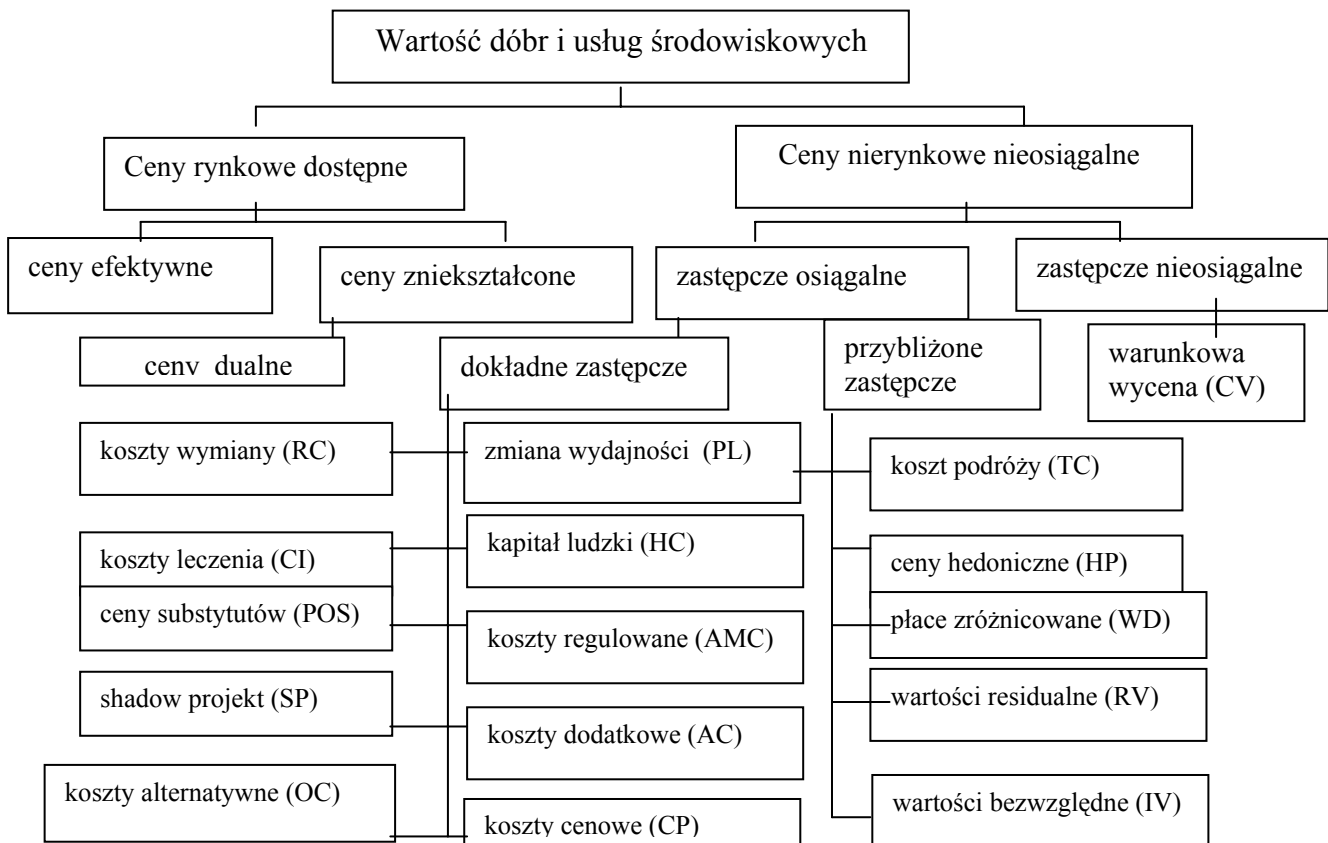 Wartość dóbr i usług środowiskowych
Ceny rynkowe dostępne
Ceny nierynkowe nieosiągalne
ceny efektywne
ceny zniekształcone
zastępcze osiągalne
zastępcze nieosiągalne
cenv dualne
dokładne zastępcze
przybliżone
zastępcze
warunkowa
wycena (CV)
koszty wymiany (RC)
zmiana wydajności (PL)
koszt podróży (TC)
koszty leczenia (CI)
kapitał ludzki (HC)
ceny hedoniczne (HP)
ceny substytutów (POS)
koszty regulowane (AMC)
płace zróżnicowane (WD)
shadow projekt (SP)
koszty dodatkowe (AC)
wartości residualne (RV)
koszty alternatywne (OC)
koszty cenowe (CP)
wartości bezwzględne (IV)